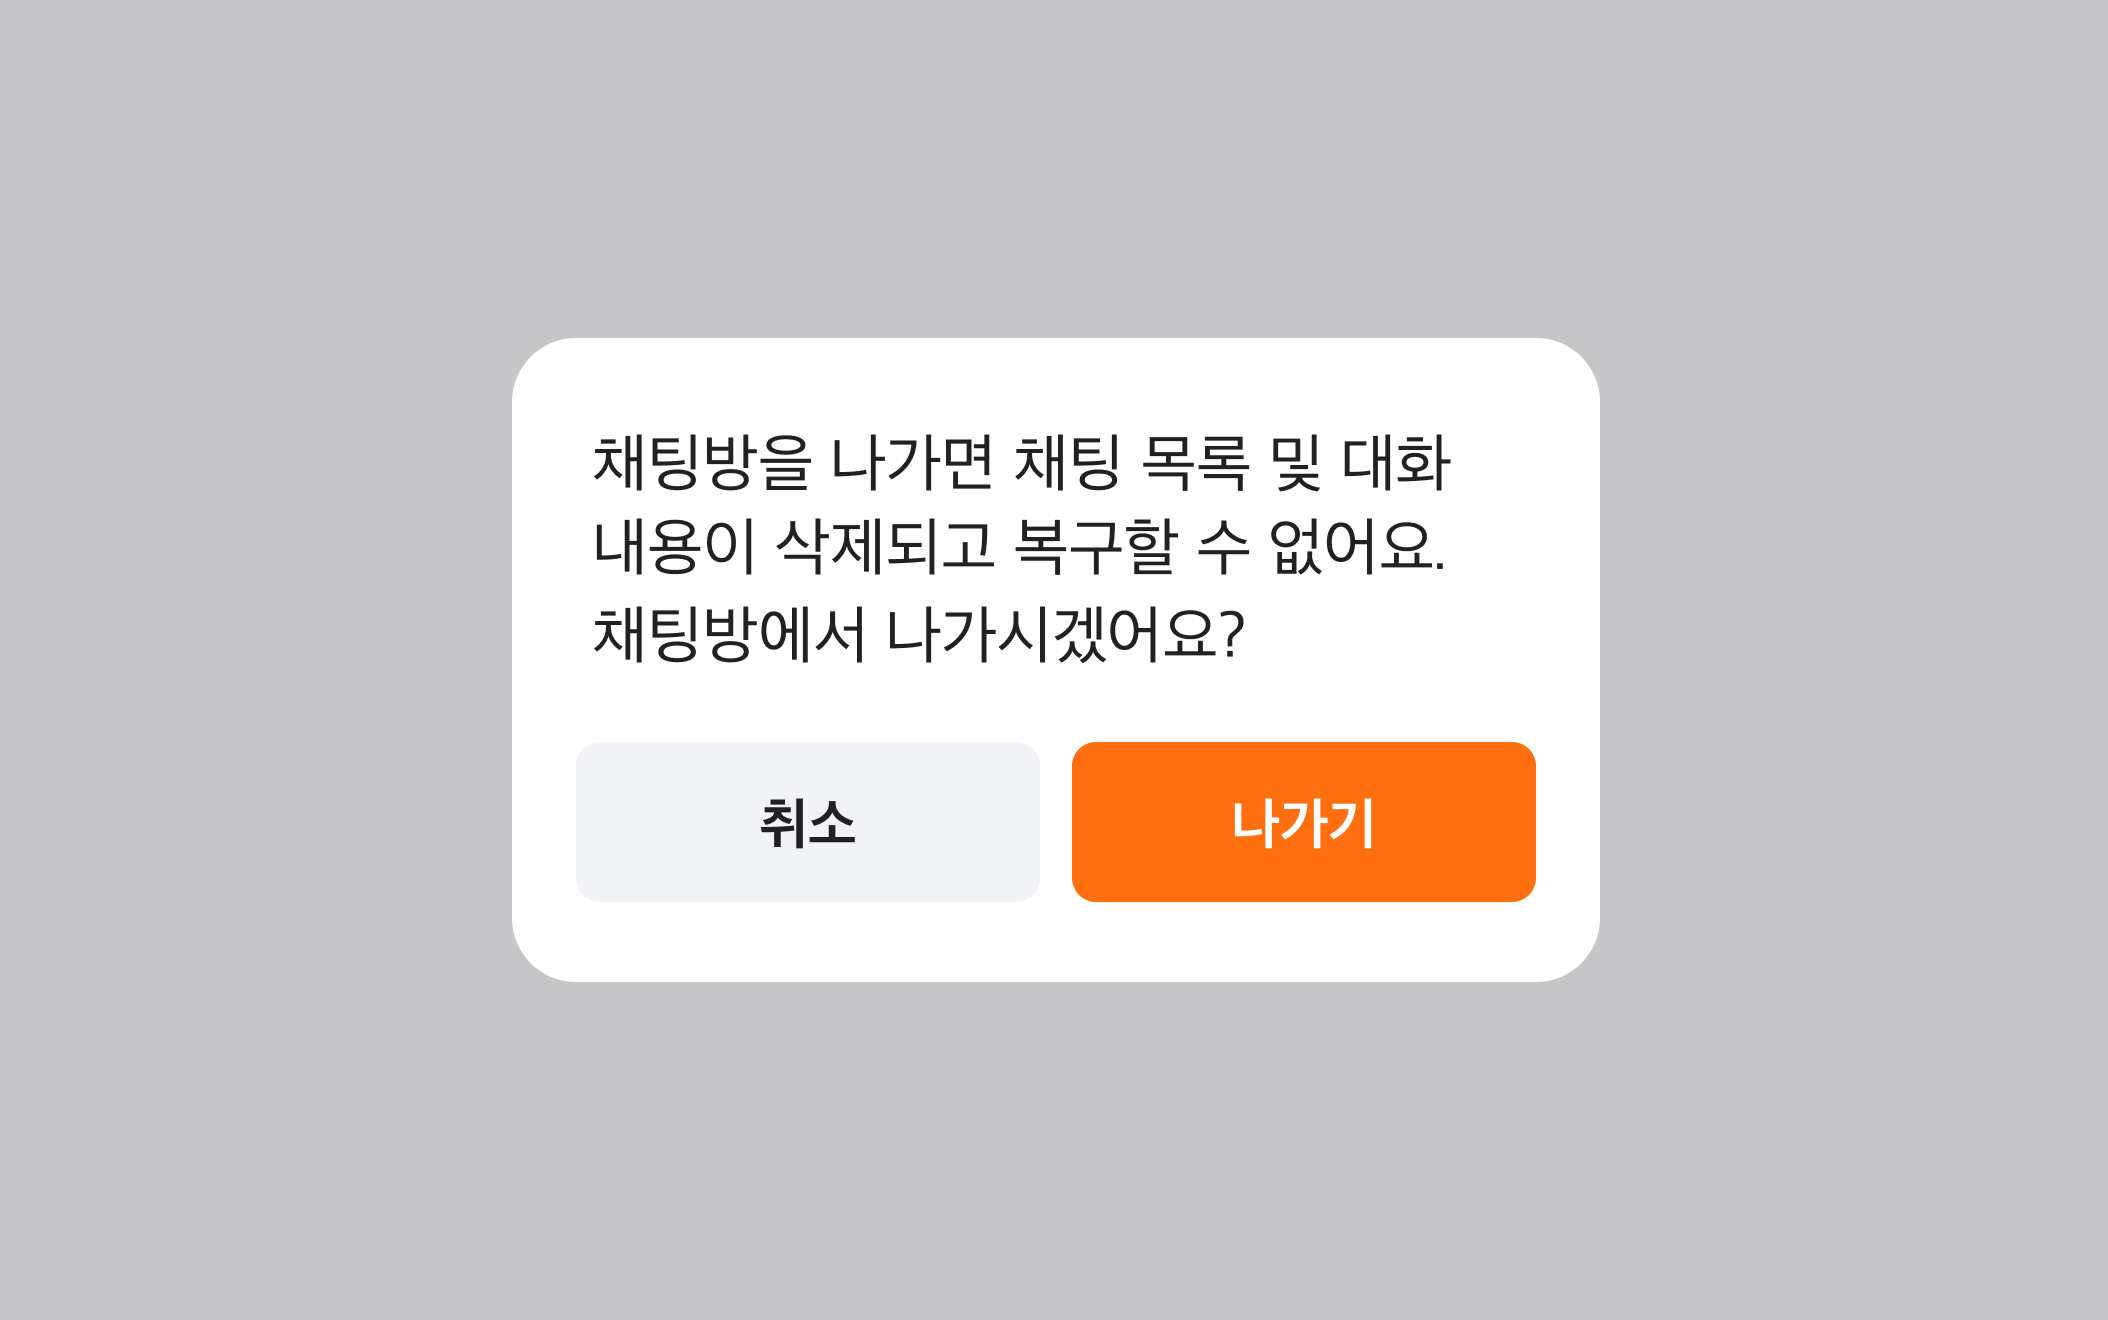 채팅방을 나가면 채팅 목록 및 대화
내용이 삭제되고 복구할 수 없어요.
채팅방에서 나가시겠어요?
취소
나가기